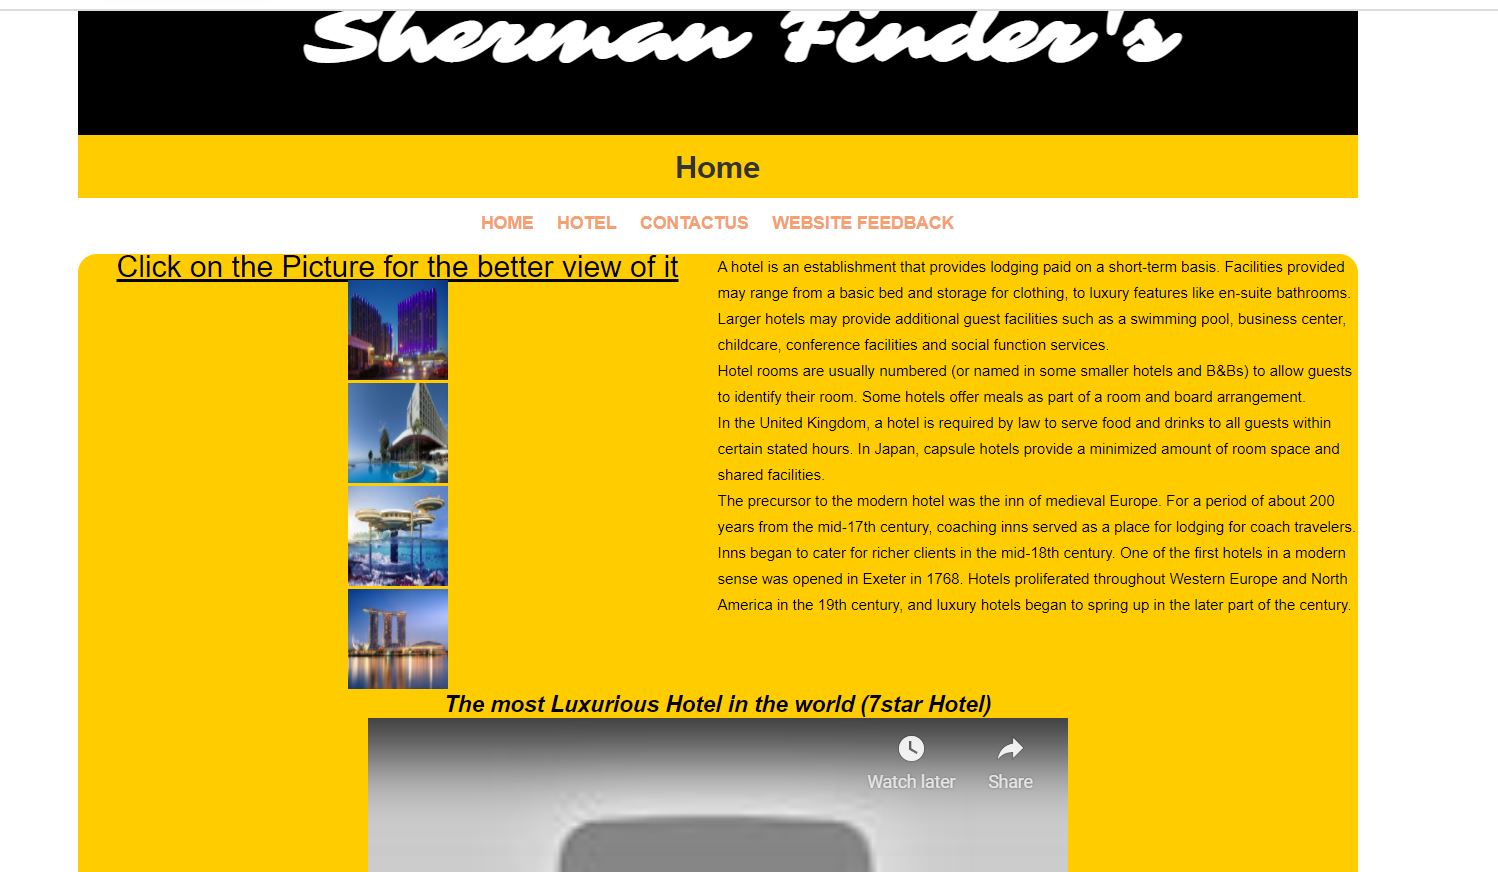 Sherman Finder's
Home
HOME HOTEL CONTACTUS WEBSITE FEEDBACK
Click on the Picture for the better view of it
A hotel is an establishment that provides lodging paid on a short-term basis. Facilities provided
may range from a basic bed and storage for clothing, to luxury features like en-suite bathrooms.
Larger hotels may provide additional guest facilities such as a swimming pool, business center,
childcare, conference facilities and social function services.
Hotel rooms are usually numbered (or named in some smaller hotels and B&Bs) to allow guests
to identify their room. Some hotels offer meals as part of a room and board arrangement.
In the United Kingdom, a hotel is required by law to serve food and drinks to all guests within
certain stated hours. In Japan, capsule hotels provide a minimized amount of room space and
shared facilities.
The precursor to the modern hotel was the inn of medieval Europe. For a period of about 200
years from the mid-17th century, coaching inns served as a place for lodging for coach travelers.
Inns began to cater for richer clients in the mid-18th century. One of the first hotels in a modern
sense was opened in Exeter in 1768. Hotels proliferated throughout Western Europe and North
America in the 19th century, and luxury hotels began to spring up in the later part of the century.
The most Luxurious Hotel in the world (7star Hotel)
Watch later Share